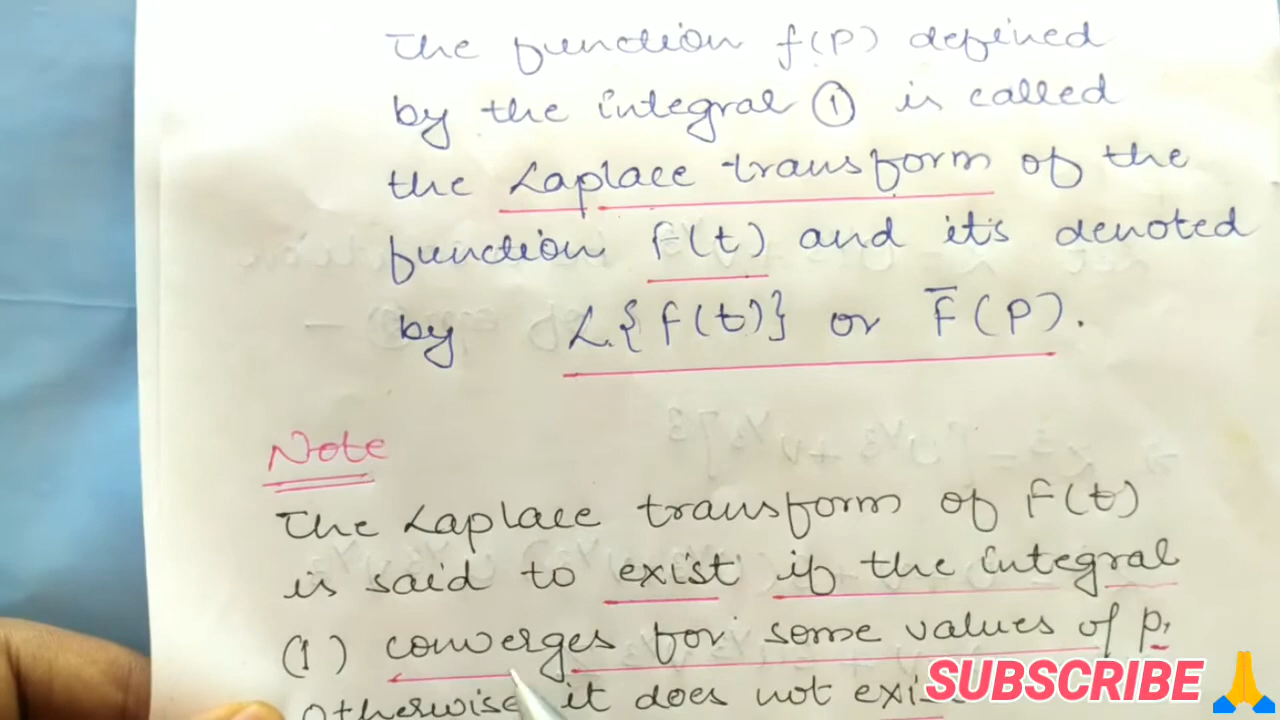 The function f(P) defined
by the integral ① is called
the Laplace transform of the
function F(t) and it's denoted
by L{F(t)} or F̅(P).
Note
The Laplace transform of F(t)
is said to exist if the integral
(1) converges for some values of p,
otherwise it does not
SUBSCRIBE